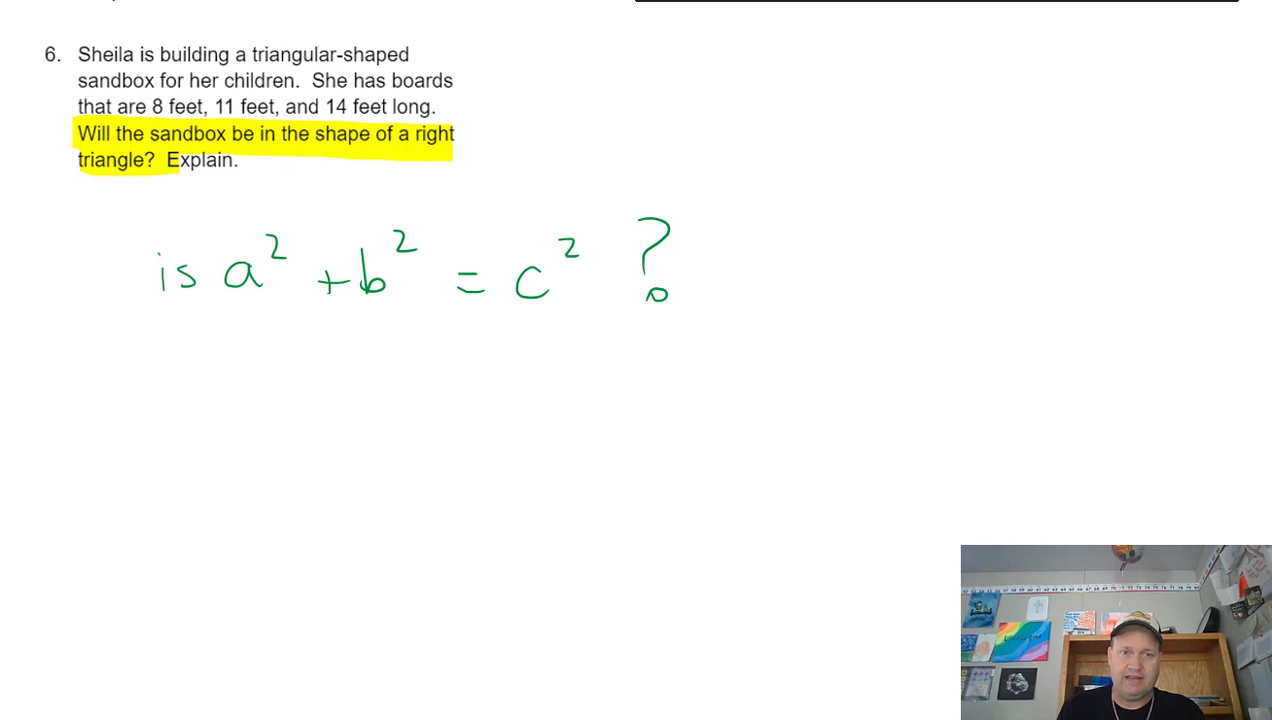 6. Sheila is building a triangular-shaped
sandbox for her children. She has boards
that are 8 feet, 11 feet, and 14 feet long.
Will the sandbox be in the shape of a right
triangle? Explain.
is a² + b² = c² ?